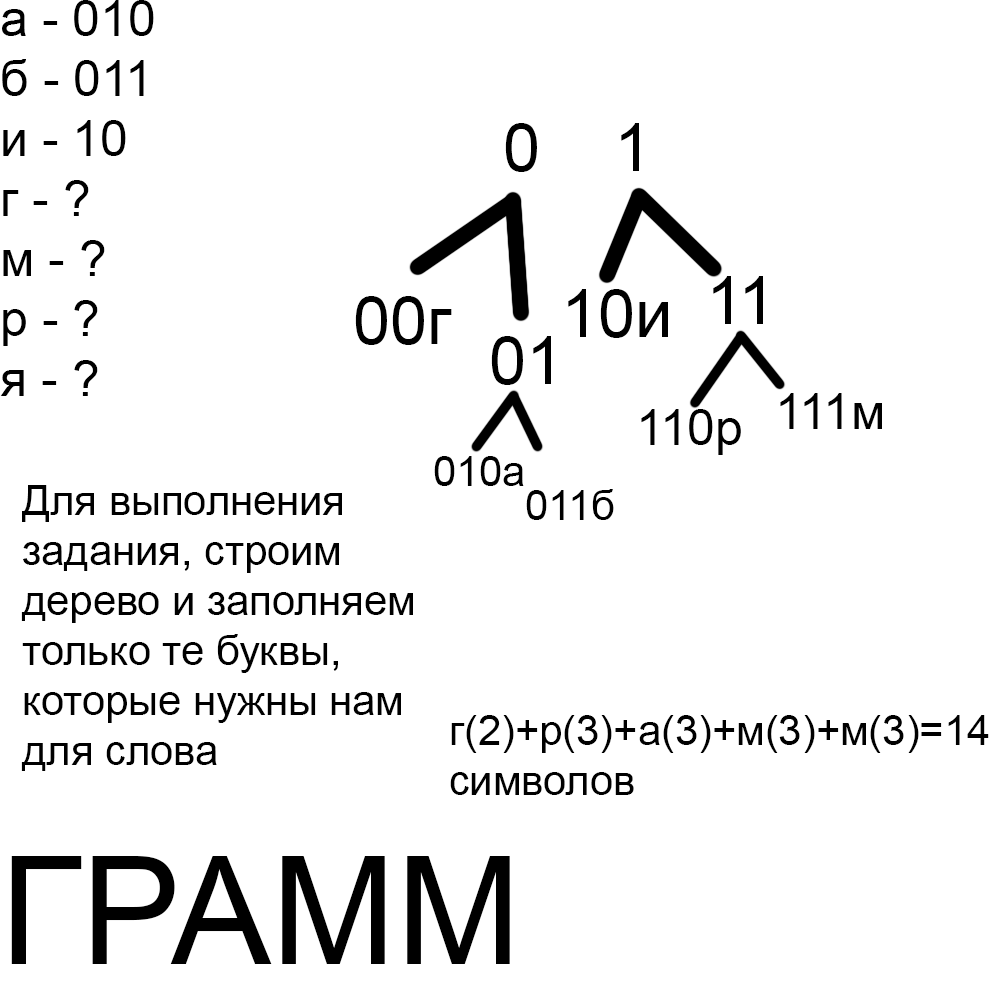 а - 010
б - 011
и - 10
г - ?
м - ?
р - ?
я - ?
0 1
00г
01
10и
11
010а
011б
110р
111м
Для выполнения
задания, строим
дерево и заполняем
только те буквы,
которые нужны нам
для слова
г(2)+р(3)+а(3)+м(3)+м(3)=14
символов
ГРАММ